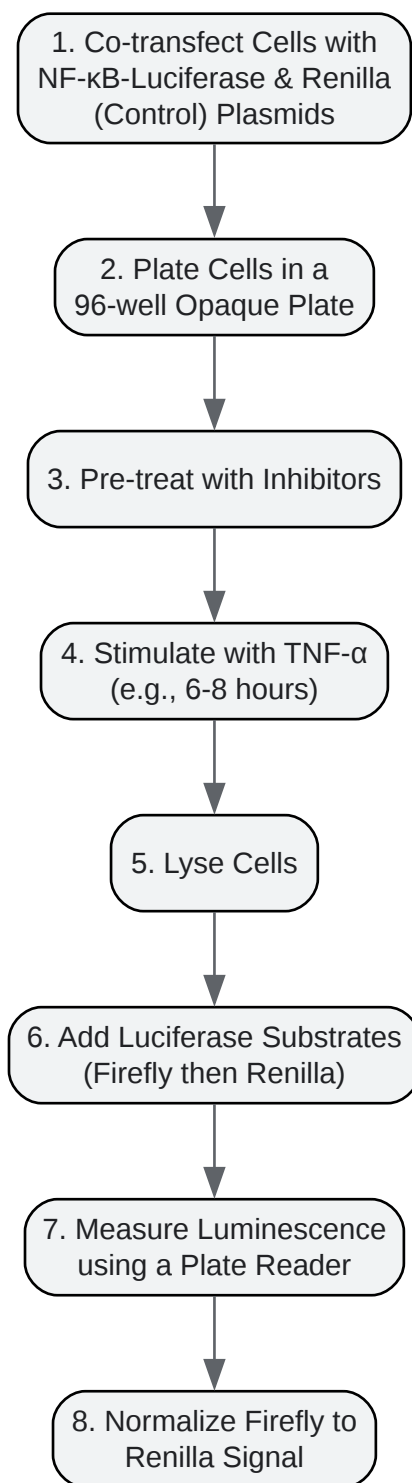 1. Co-transfect Cells with
NF-κB-Luciferase & Renilla
(Control) Plasmids
2. Plate Cells in a
96-well Opaque Plate
3. Pre-treat with Inhibitors
4. Stimulate with TNF-α
(e.g., 6-8 hours)
5. Lyse Cells
6. Add Luciferase Substrates
(Firefly then Renilla)
7. Measure Luminescence
using a Plate Reader
8. Normalize Firefly to
Renilla Signal